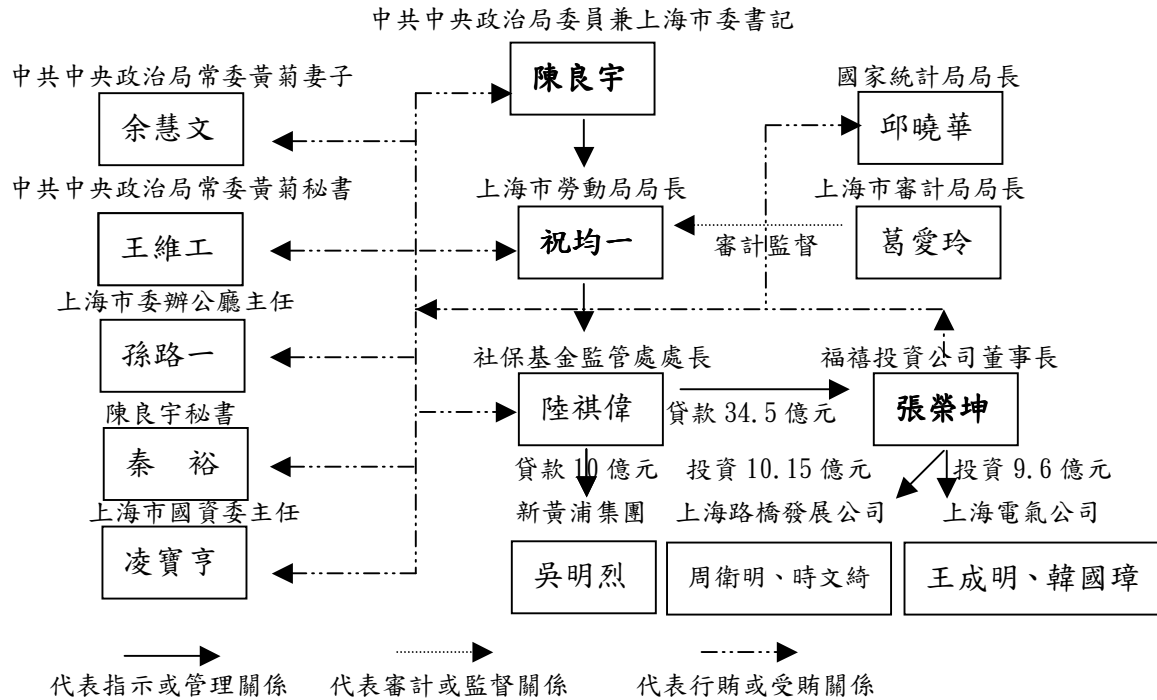 中共中央政治局委員兼上海市委書記
中共中央政治局常委黃菊妻子
陳良宇
國家統計局局長
余慧文
邱曉華
中共中央政治局常委黃菊秘書
上海市勞動局局長
上海市審計局局長
王維工
祝均一
審計監督
葛愛玲
上海市委辦公廳主任
孫路一
社保基金監管處處長
福禧投資公司董事長
陳良宇秘書
陸祺偉
貸款 34.5 億元
張榮坤
秦 裕
貸款 10 億元
投資 10.15 億元
投資 9.6 億元
上海市國資委主任
新黃浦集團
上海路橋發展公司
上海電氣公司
凌寶亨
吳明烈
周衛明、時文綺
王成明、韓國璋
代表指示或管理關係
代表審計或監督關係
代表行賄或受賄關係